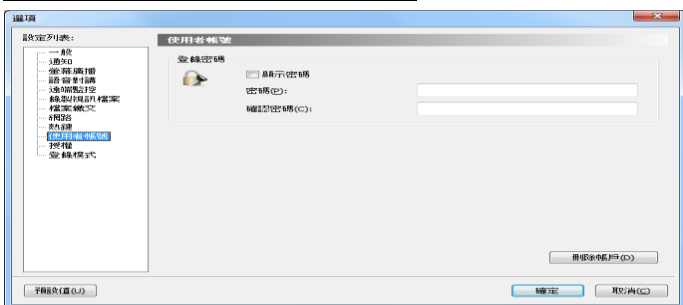 選項
設定列表:
一般
通知
螢幕廣播
語音對講
遠端監控
錄製視訊檔案
檔案繳交
網路
熱鍵
使用者帳號
授權
登錄模式
使用者帳號
登錄密碼
顯示密碼
密碼(P):
確認密碼(C):
刪除帳戶(D)
預設值(U)
確定
取消(C)